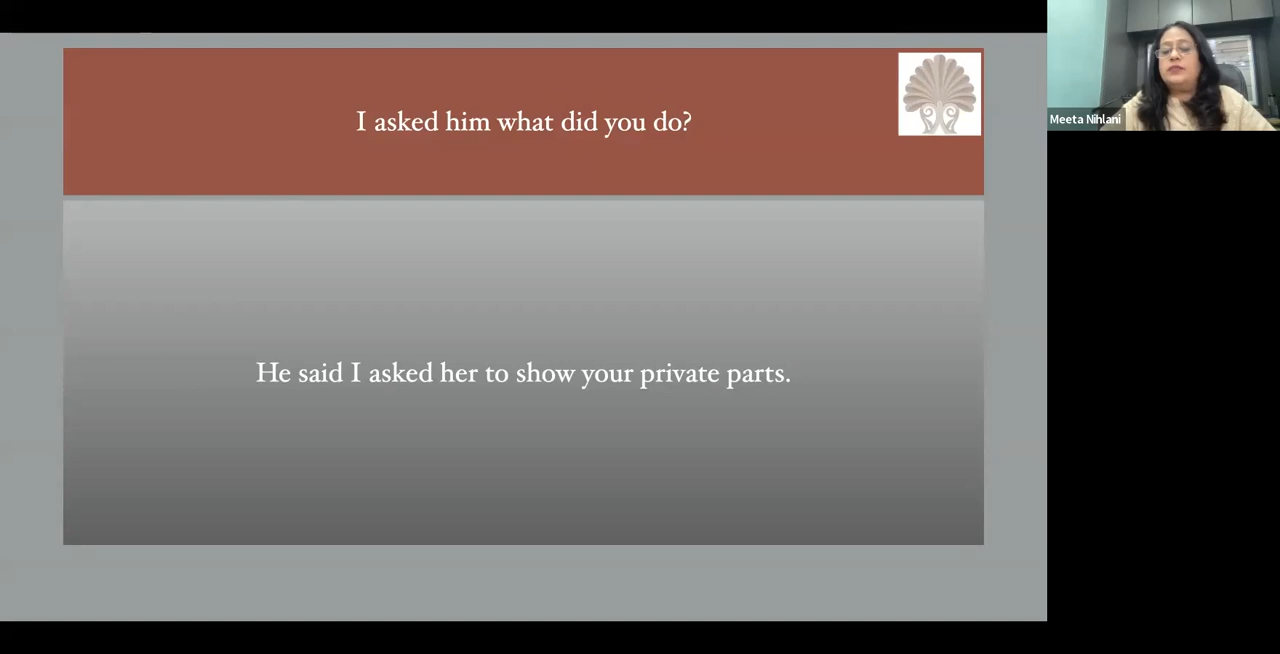 I asked him what did you do?
Meeta Nihlani
He said I asked her to show your private parts.